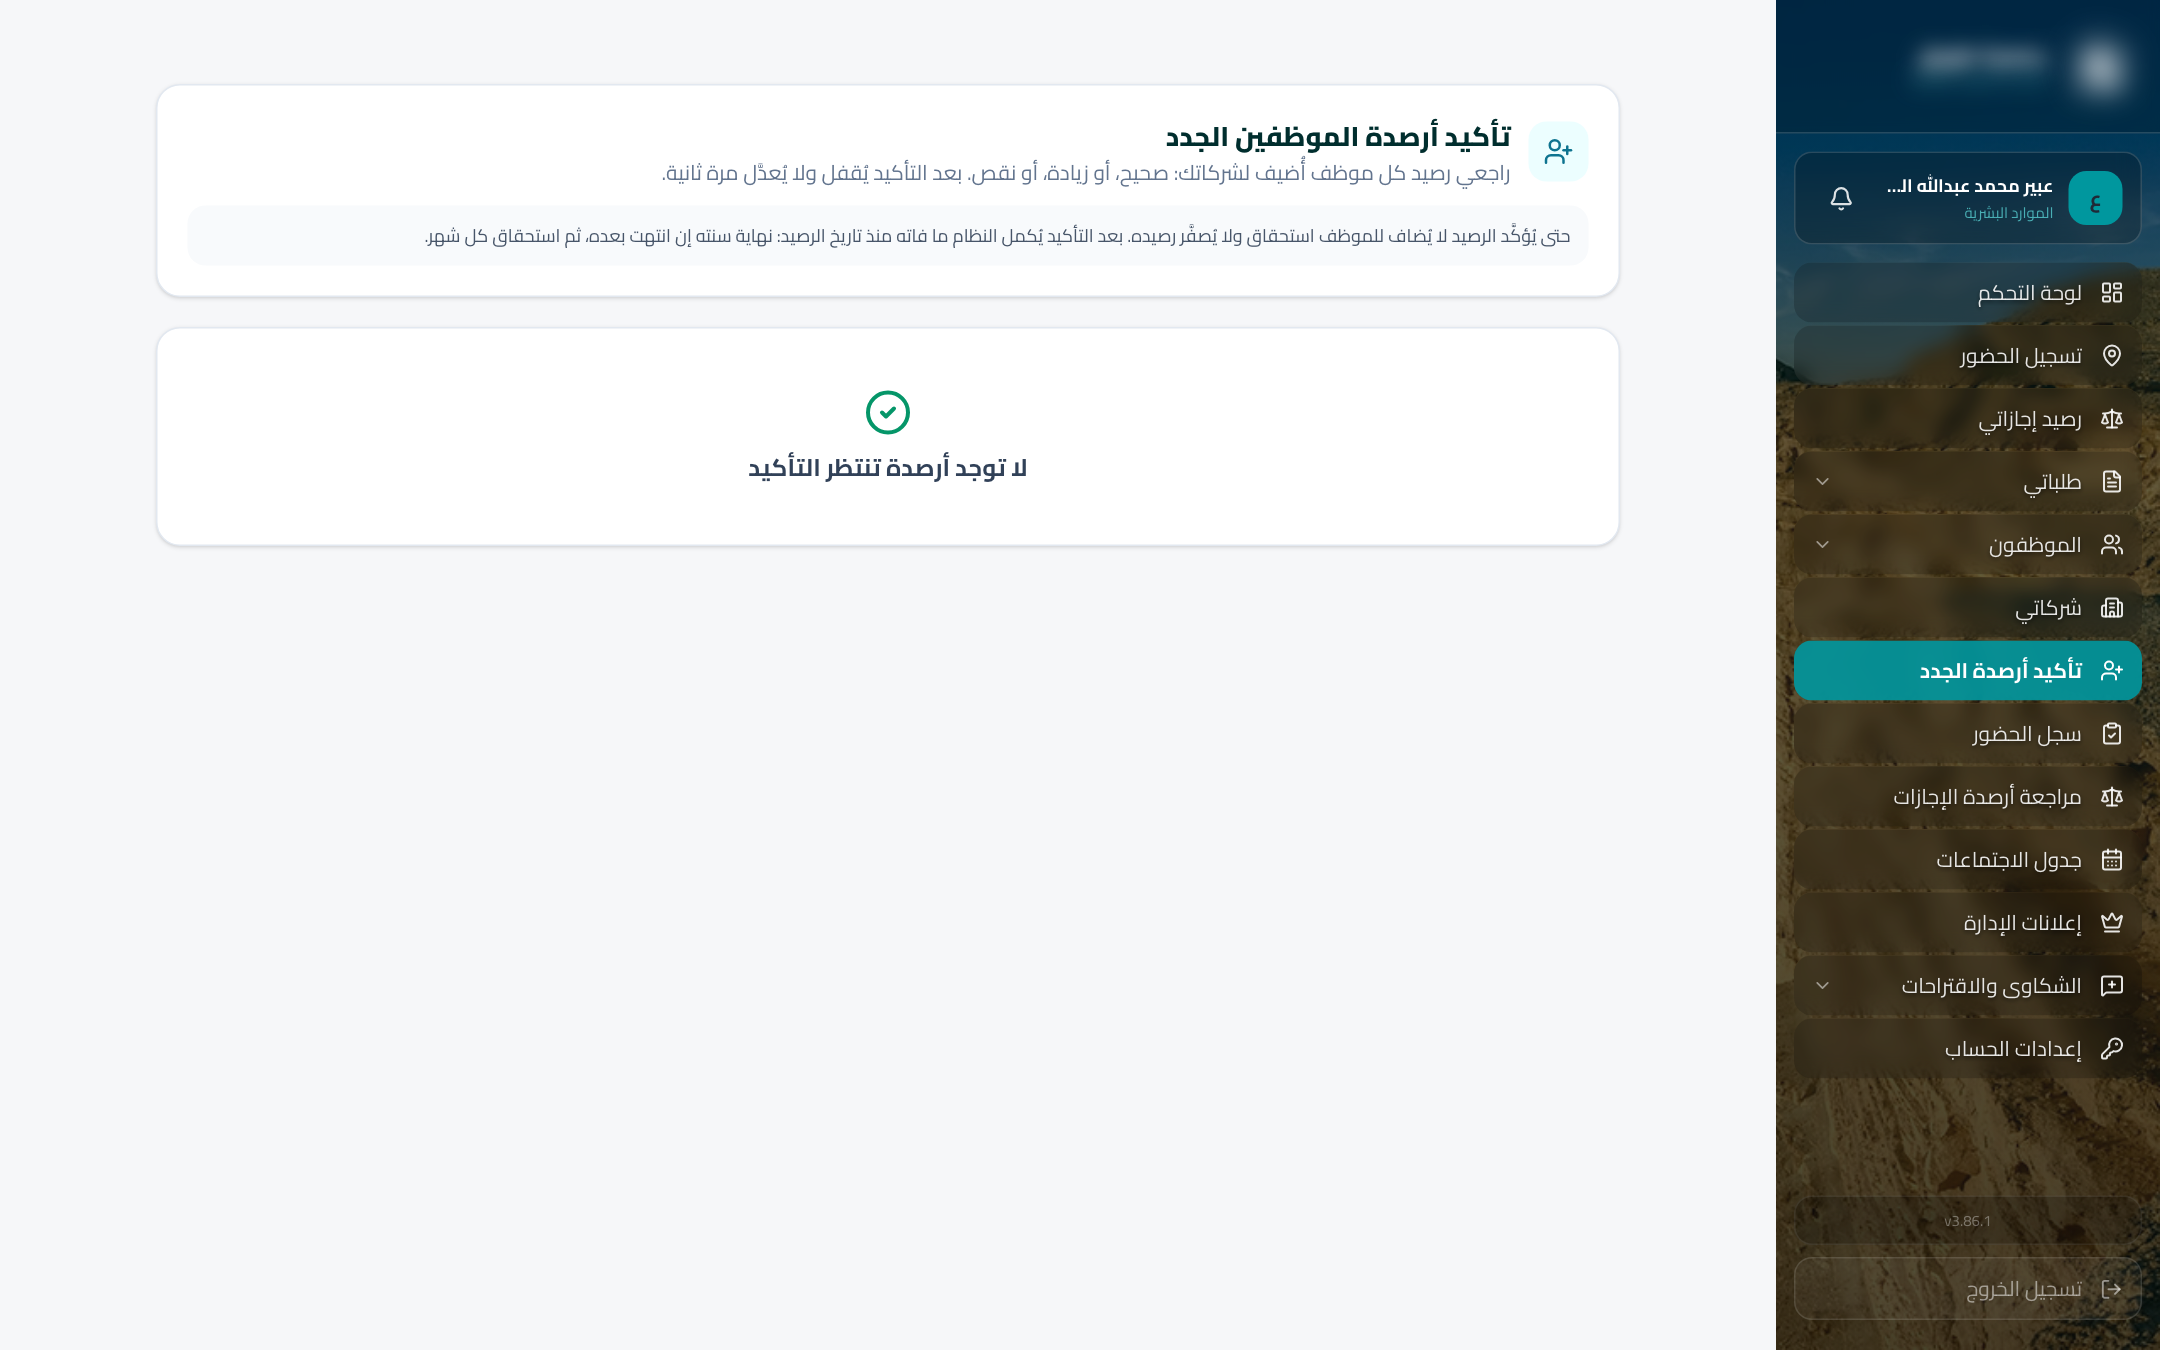 عبير محمد عبدالله الـ...
الموارد البشرية
ع
لوحة التحكم
تسجيل الحضور
رصيد إجازاتي
طلباتي
الموظفون
شركاتي
تأكيد أرصدة الجدد
سجل الحضور
مراجعة أرصدة الإجازات
جدول الاجتماعات
إعلانات الإدارة
الشكاوى والاقتراحات
إعدادات الحساب
v3.86.1
تسجيل الخروج
تأكيد أرصدة الموظفين الجدد
راجعي رصيد كل موظف أُضيف لشركاتك: صحيح، أو زيادة، أو نقص. بعد التأكيد يُقفل ولا يُعدَّل مرة ثانية.
حتى يُؤكَّد الرصيد لا يُضاف للموظف استحقاق ولا يُصفَّر رصيده. بعد التأكيد يُكمل النظام ما فاته منذ تاريخ الرصيد: نهاية سنته إن انتهت بعده، ثم استحقاق كل شهر.
لا توجد أرصدة تنتظر التأكيد